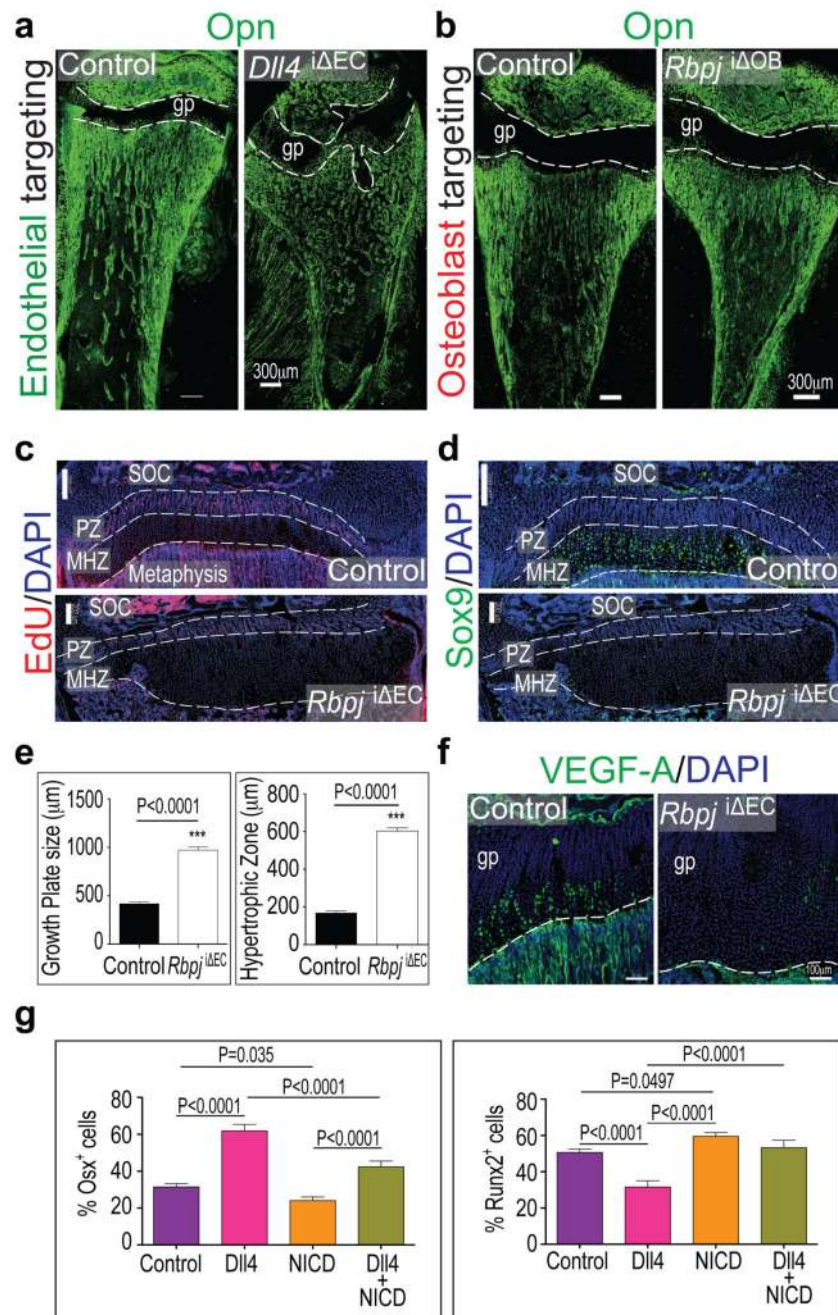 a
Opn
Endothelial targeting
Control
gp
Dll4 iΔEC
gp
300μm
b
Opn
Osteoblast targeting
Control
gp
Rbpj iΔOB
gp
300μm
c
EdU/DAPI
SOC
PZ
MHZ
Metaphysis
Control
SOC
PZ
MHZ
Rbpj iΔEC
d
Sox9/DAPI
SOC
PZ
MHZ
Control
SOC
PZ
MHZ
Rbpj iΔEC
e
Growth Plate size (μm)
1500
1000
500
0
P<0.0001
***
Control Rbpj iΔEC
Hypertrophic Zone (μm)
800
600
400
200
0
P<0.0001
***
Control Rbpj iΔEC
f
VEGF-A/DAPI
Control
gp
Rbpj iΔEC
gp
100μm
g
% Osx+ cells
80
60
40
20
0
P=0.035
P<0.0001
P<0.0001
P<0.0001
Control Dll4 NICD Dll4
+
NICD
% Runx2+ cells
80
60
40
20
0
P<0.0001
P=0.0497
P<0.0001
P<0.0001
Control Dll4 NICD Dll4
+
NICD